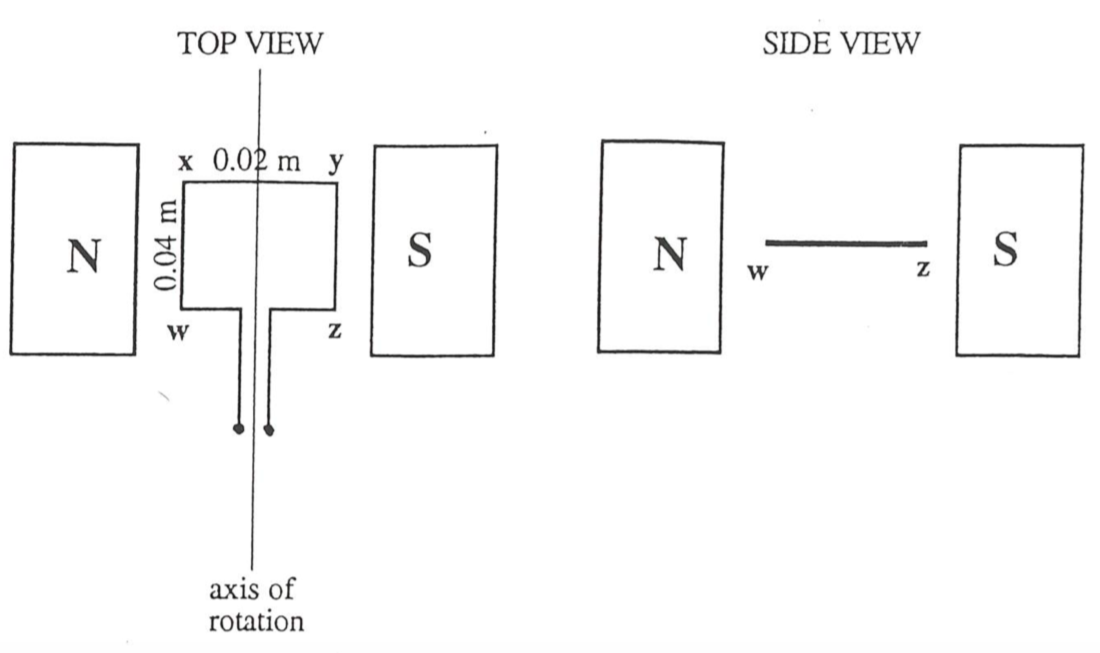 TOP VIEW
SIDE VIEW
x 0.02 m y
0.04 m
N
S
N
S
w
z
w
z
axis of
rotation